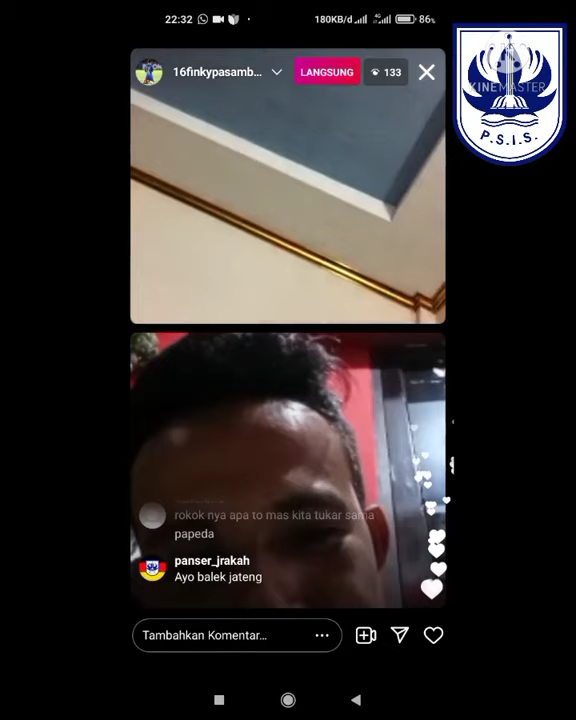 22:32
180KB/d
86%
16finkypasamb...
LANGSUNG
133
KINEMASTER
P.S.I.S.
rokok nya apa to mas kita tukar sama
papeda
panser_jrakah
Ayo balek jateng
Tambahkan Komentar...